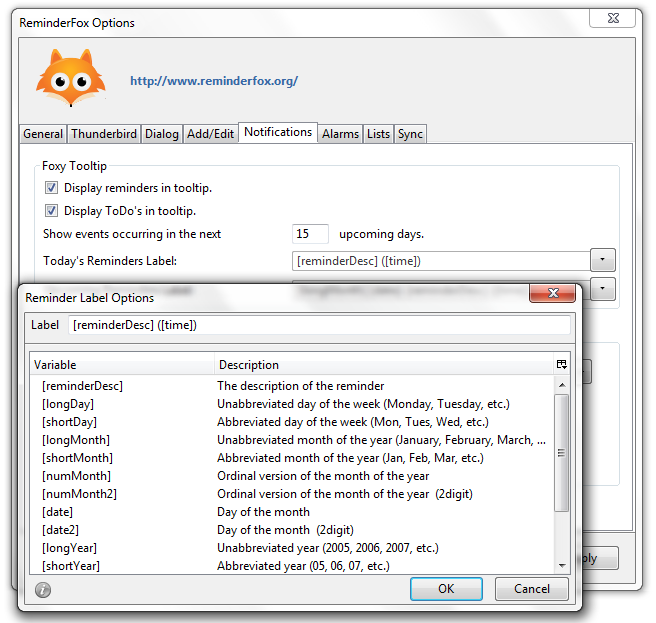 ReminderFox Options
http://www.reminderfox.org/
General Thunderbird Dialog Add/Edit Notifications Alarms Lists Sync
Foxy Tooltip
Display reminders in tooltip.
Display ToDo's in tooltip.
Show events occurring in the next 15 upcoming days.
Today's Reminders Label: [reminderDesc] ([time])
Reminder Label Options
Label [reminderDesc] ([time])
Variable Description
[reminderDesc] The description of the reminder
[longDay] Unabbreviated day of the week (Monday, Tuesday, etc.)
[shortDay] Abbreviated day of the week (Mon, Tues, Wed, etc.)
[longMonth] Unabbreviated month of the year (January, February, March, ...
[shortMonth] Abbreviated month of the year (Jan, Feb, Mar, etc.)
[numMonth] Ordinal version of the month of the year
[numMonth2] Ordinal version of the month of the year (2digit)
[date] Day of the month
[date2] Day of the month (2digit)
[longYear] Unabbreviated year (2005, 2006, 2007, etc.)
[shortYear] Abbreviated year (05, 06, 07, etc.)
OK Cancel